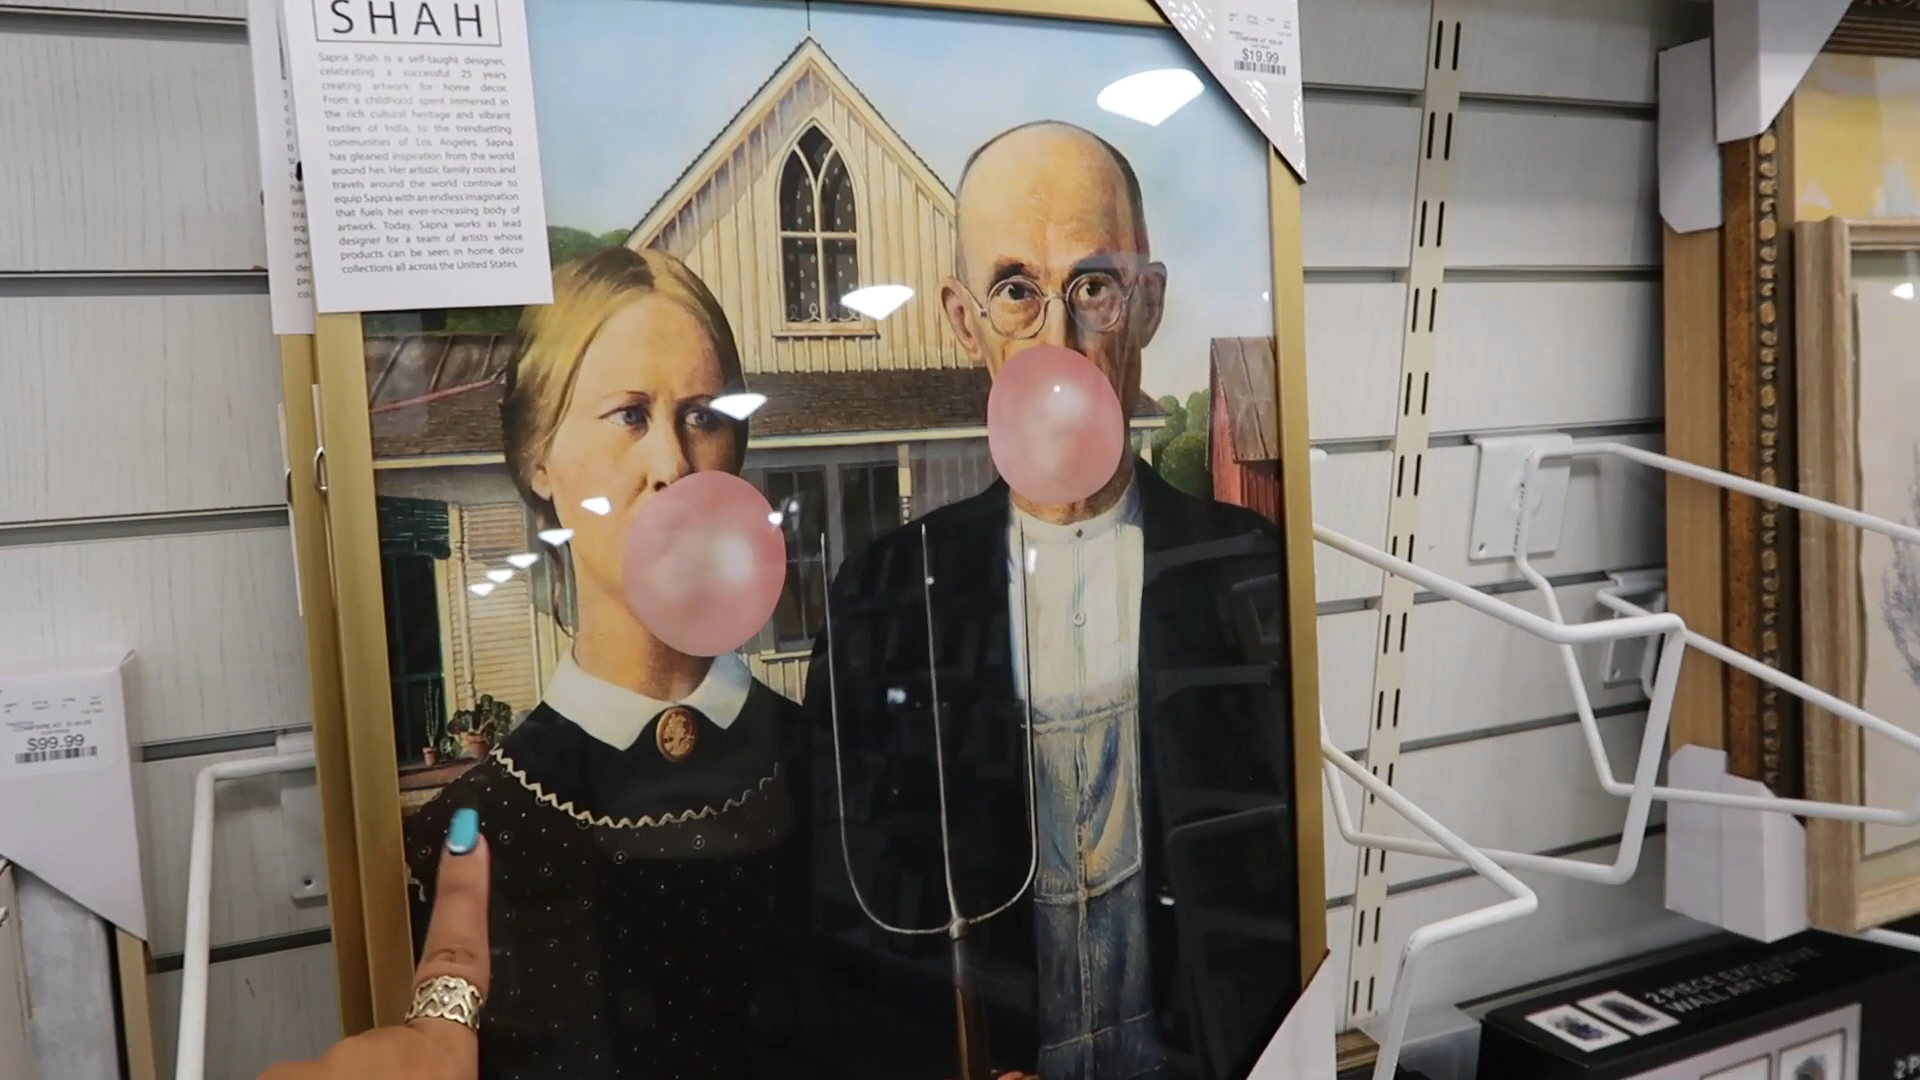 SHAH
Sapna Shah is a self-taught designer,
celebrating a successful 25 years
creating artwork for home décor.
From a childhood spent immersed in
the rich cultural heritage and vibrant
textiles of India, to the trendsetting
communities of Los Angeles, Sapna
has gleaned inspiration from the world
around her. Her artistic family roots and
travels around the world continue to
equip Sapna with an endless imagination
that fuels her ever-increasing body of
artwork. Today, Sapna works as lead
designer for a team of artists whose
products can be seen in home décor
collections all across the United States.
COMPARE AT
$19.99
COMPARE AT
$99.99
2 PIECE EXCLUSIVE
WALL ART SET